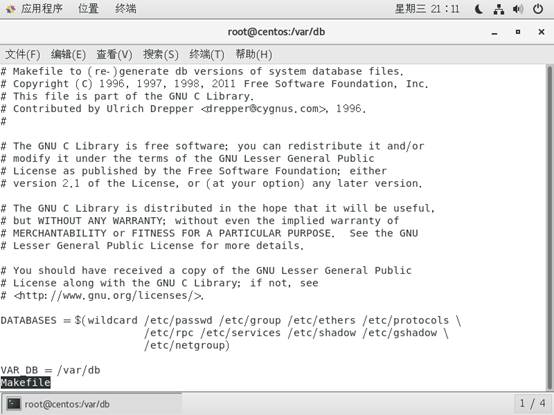 应用程序 位置 终端 星期三 21:11
root@centos:/var/db
文件(F) 编辑(E) 查看(V) 搜索(S) 终端(T) 帮助(H)
# Makefile to (re-)generate db versions of system database files.
# Copyright (C) 1996, 1997, 1998, 2011 Free Software Foundation, Inc.
# This file is part of the GNU C Library.
# Contributed by Ulrich Drepper <drepper@cygnus.com>, 1996.
#
# The GNU C Library is free software; you can redistribute it and/or
# modify it under the terms of the GNU Lesser General Public
# License as published by the Free Software Foundation; either
# version 2.1 of the License, or (at your option) any later version.
# The GNU C Library is distributed in the hope that it will be useful,
# but WITHOUT ANY WARRANTY; without even the implied warranty of
# MERCHANTABILITY or FITNESS FOR A PARTICULAR PURPOSE.  See the GNU
# Lesser General Public License for more details.
# You should have received a copy of the GNU Lesser General Public
# License along with the GNU C Library; if not, see
# <http://www.gnu.org/licenses/>.
DATABASES = $(wildcard /etc/passwd /etc/group /etc/ethers /etc/protocols \
/etc/rpc /etc/services /etc/shadow /etc/gshadow \
/etc/netgroup)
VAR_DB = /var/db
Makefile
root@centos:/var/db 1 / 4